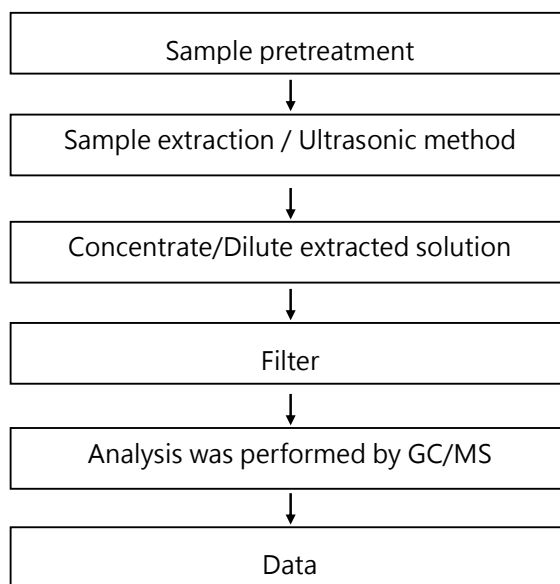 Sample pretreatment
Sample extraction / Ultrasonic method
Concentrate/Dilute extracted solution
Filter
Analysis was performed by GC/MS
Data